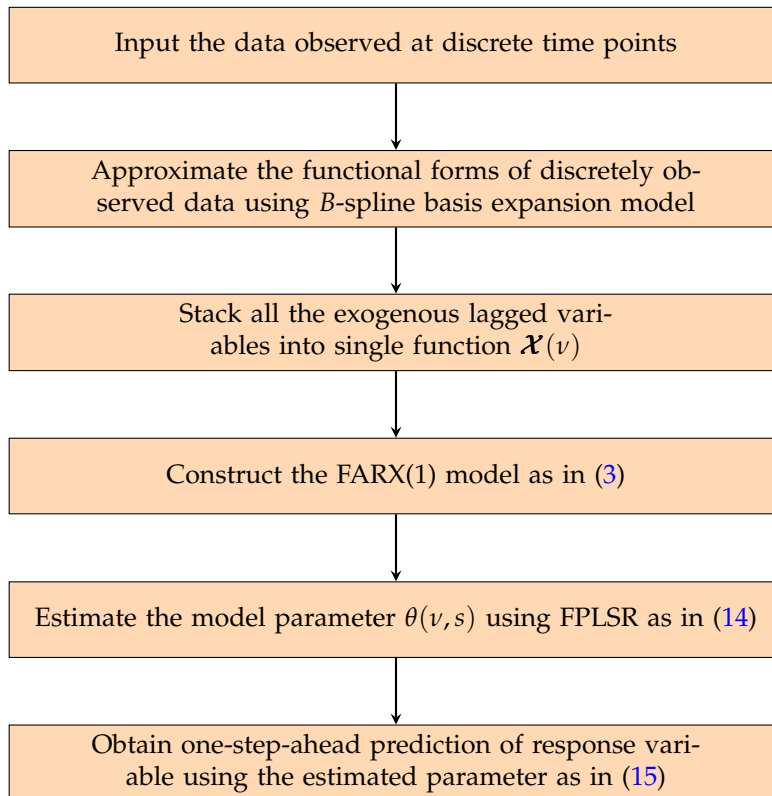 Input the data observed at discrete time points
Approximate the functional forms of discretely ob-
served data using B-spline basis expansion model
Stack all the exogenous lagged vari-
ables into single function 𝓧(ν)
Construct the FARX(1) model as in (3)
Estimate the model parameter θ(ν, s) using FPLSR as in (14)
Obtain one-step-ahead prediction of response vari-
able using the estimated parameter as in (15)